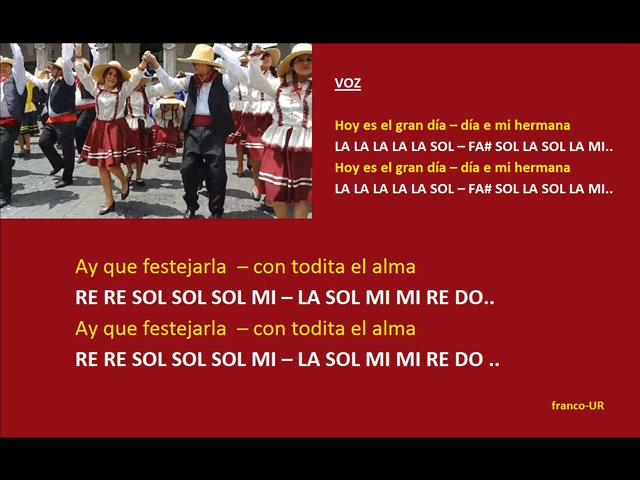 VOZ
Hoy es el gran día – día e mi hermana
LA LA LA LA LA SOL – FA# SOL LA SOL LA MI..
Hoy es el gran día – día e mi hermana
LA LA LA LA LA SOL – FA# SOL LA SOL LA MI..
Ay que festejarla – con todita el alma
RE RE SOL SOL SOL MI – LA SOL MI MI RE DO..
Ay que festejarla – con todita el alma
RE RE SOL SOL SOL MI – LA SOL MI MI RE DO ..
franco-UR